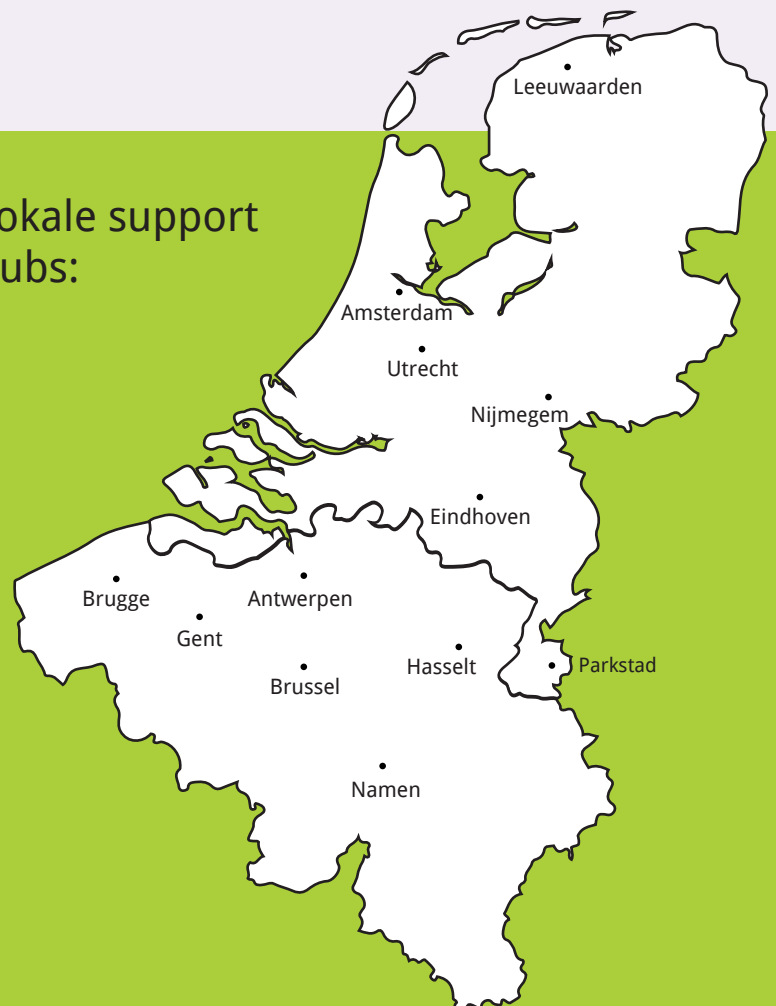 Leeuwaarden
okale support
ubs:
Amsterdam
Utrecht
Nijmegem
Eindhoven
Brugge
Antwerpen
Gent
Hasselt
Parkstad
Brussel
Namen